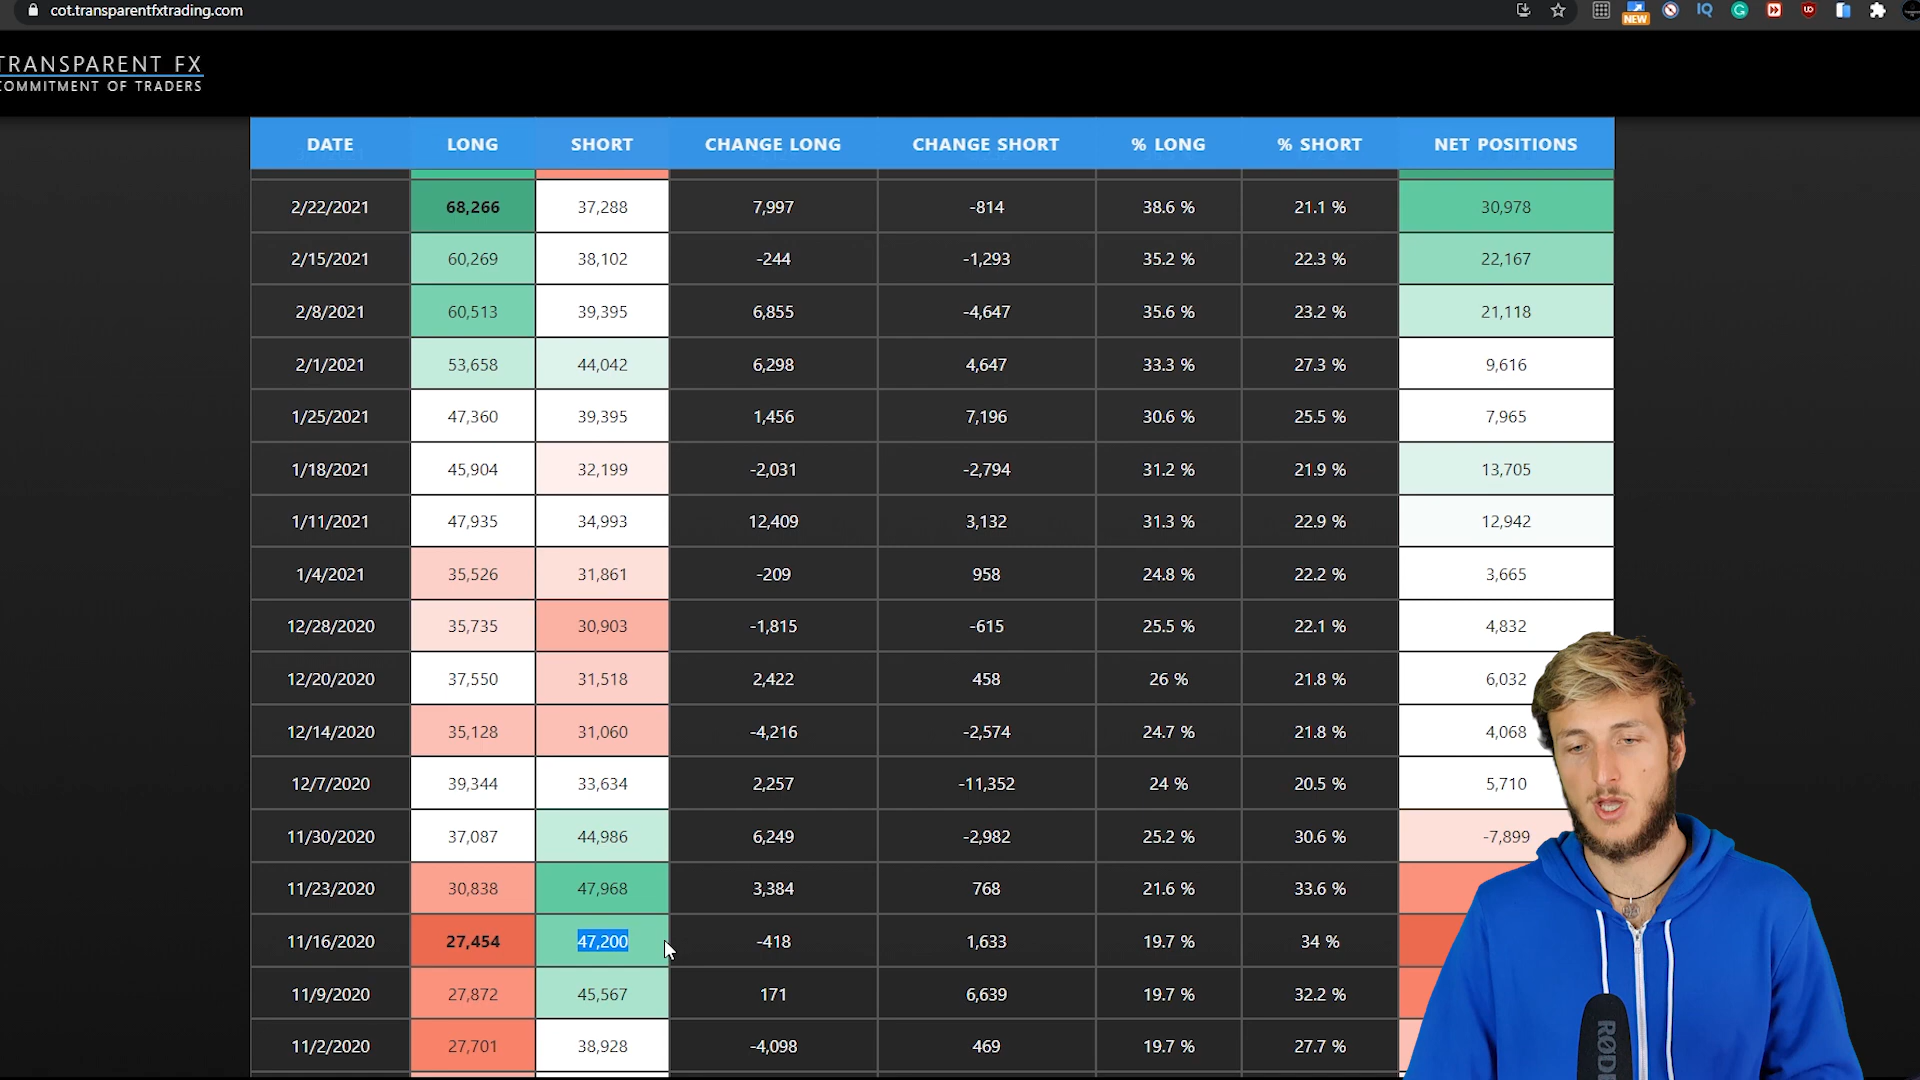 cot.transparentfxtrading.com
NEW
IQ
TRANSPARENT FX
COMMITMENT OF TRADERS
DATE LONG SHORT CHANGE LONG CHANGE SHORT % LONG % SHORT NET POSITIONS
2/22/2021 68,266 37,288 7,997 -814 38.6 % 21.1 % 30,978
2/15/2021 60,269 38,102 -244 -1,293 35.2 % 22.3 % 22,167
2/8/2021 60,513 39,395 6,855 -4,647 35.6 % 23.2 % 21,118
2/1/2021 53,658 44,042 6,298 4,647 33.3 % 27.3 % 9,616
1/25/2021 47,360 39,395 1,456 7,196 30.6 % 25.5 % 7,965
1/18/2021 45,904 32,199 -2,031 -2,794 31.2 % 21.9 % 13,705
1/11/2021 47,935 34,993 12,409 3,132 31.3 % 22.9 % 12,942
1/4/2021 35,526 31,861 -209 958 24.8 % 22.2 % 3,665
12/28/2020 35,735 30,903 -1,815 -615 25.5 % 22.1 % 4,832
12/20/2020 37,550 31,518 2,422 458 26 % 21.8 % 6,032
12/14/2020 35,128 31,060 -4,216 -2,574 24.7 % 21.8 % 4,068
12/7/2020 39,344 33,634 2,257 -11,352 24 % 20.5 % 5,710
11/30/2020 37,087 44,986 6,249 -2,982 25.2 % 30.6 % -7,899
11/23/2020 30,838 47,968 3,384 768 21.6 % 33.6 %
11/16/2020 27,454 47,200 -418 1,633 19.7 % 34 %
11/9/2020 27,872 45,567 171 6,639 19.7 % 32.2 %
11/2/2020 27,701 38,928 -4,098 469 19.7 % 27.7 %
RØDE